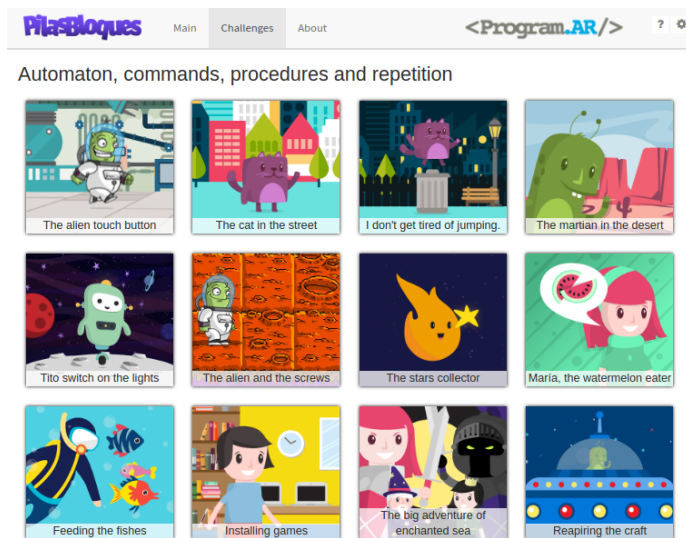 PilasBloques Main Challenges About <Program.AR/> ?
Automaton, commands, procedures and repetition
The alien touch button The cat in the street I don't get tired of jumping. The martian in the desert
Tito switch on the lights The alien and the screws The stars collector María, the watermelon eater
Feeding the fishes Installing games The big adventure of enchanted sea Reapiring the craft